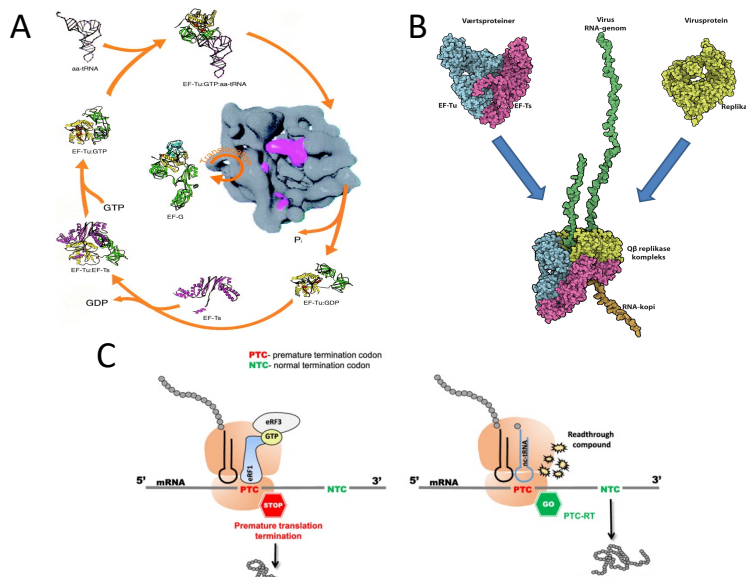 A
aa-tRNA
EF-Tu:GTP:aa-tRNA
EF-Tu:GTP
EF-G
GTP
EF-Tu:EF-Ts
Pi
GDP
EF-Ts
EF-Tu:GDP
B
Værtsproteiner
Virus
RNA-genom
Virusprotein
EF-Tu
EF-Ts
Replika
Qβ replikase
kompleks
RNA-kopi
C
PTC- premature termination codon
NTC- normal termination codon
eRF3
GTP
eRF1
5’ mRNA PTC NTC 3’
STOP
Premature translation
termination
nc-tRNA
Readthrough
compound
5’ mRNA PTC NTC 3’
GO
PTC-RT